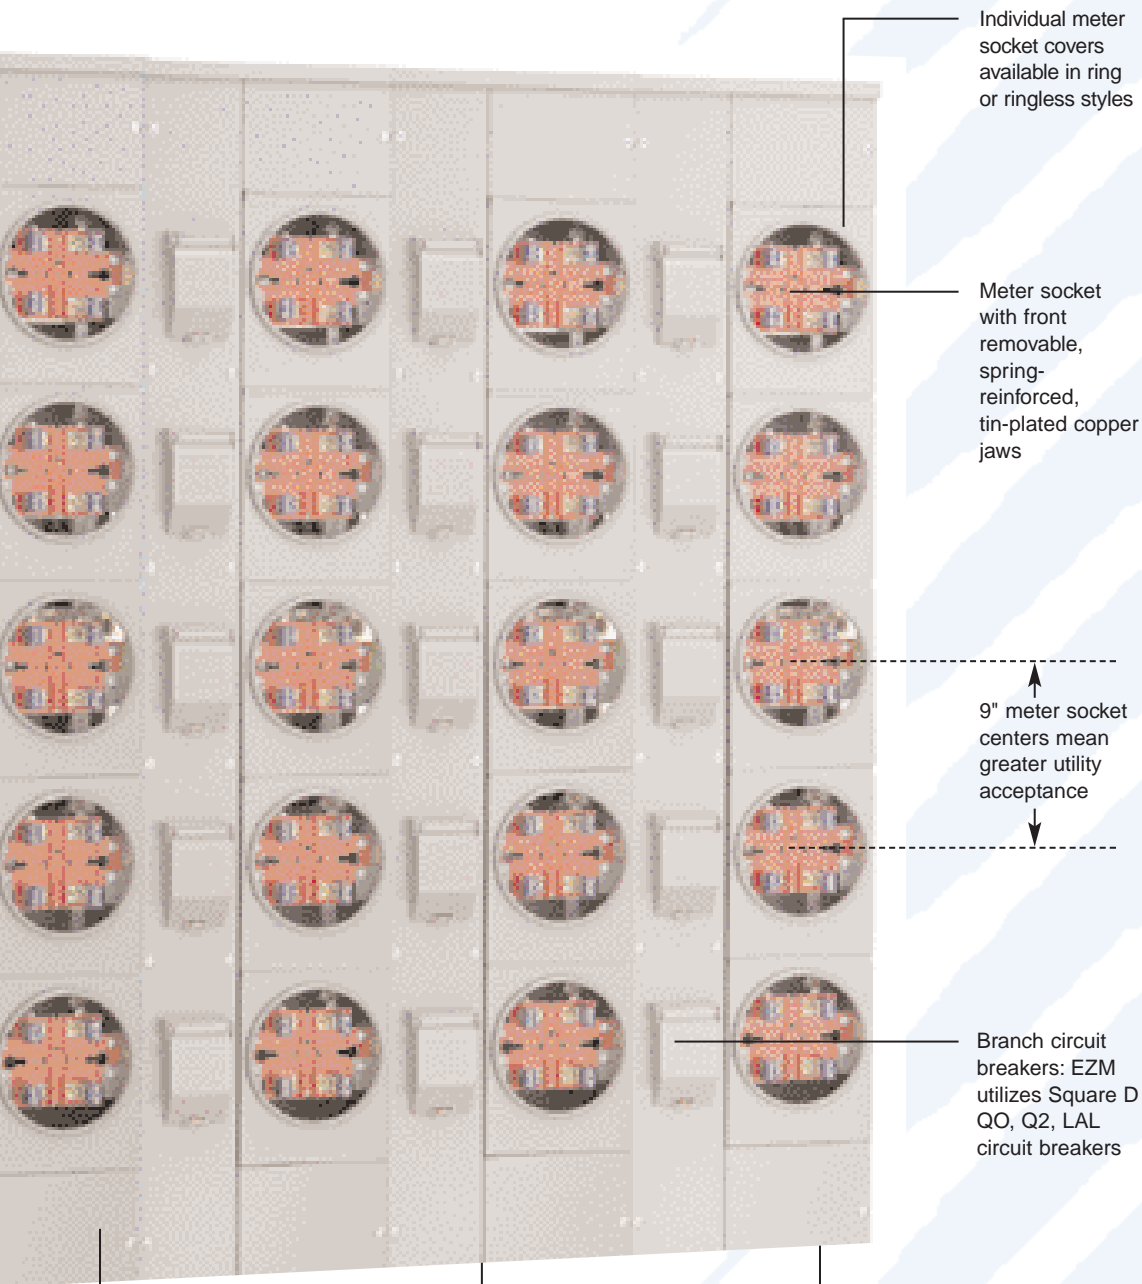 Individual meter
socket covers
available in ring
or ringless styles
Meter socket
with front
removable,
spring-
reinforced,
tin-plated copper
jaws
9" meter socket
centers mean
greater utility
acceptance
Branch circuit
breakers: EZM
utilizes Square D
QO, Q2, LAL
circuit breakers